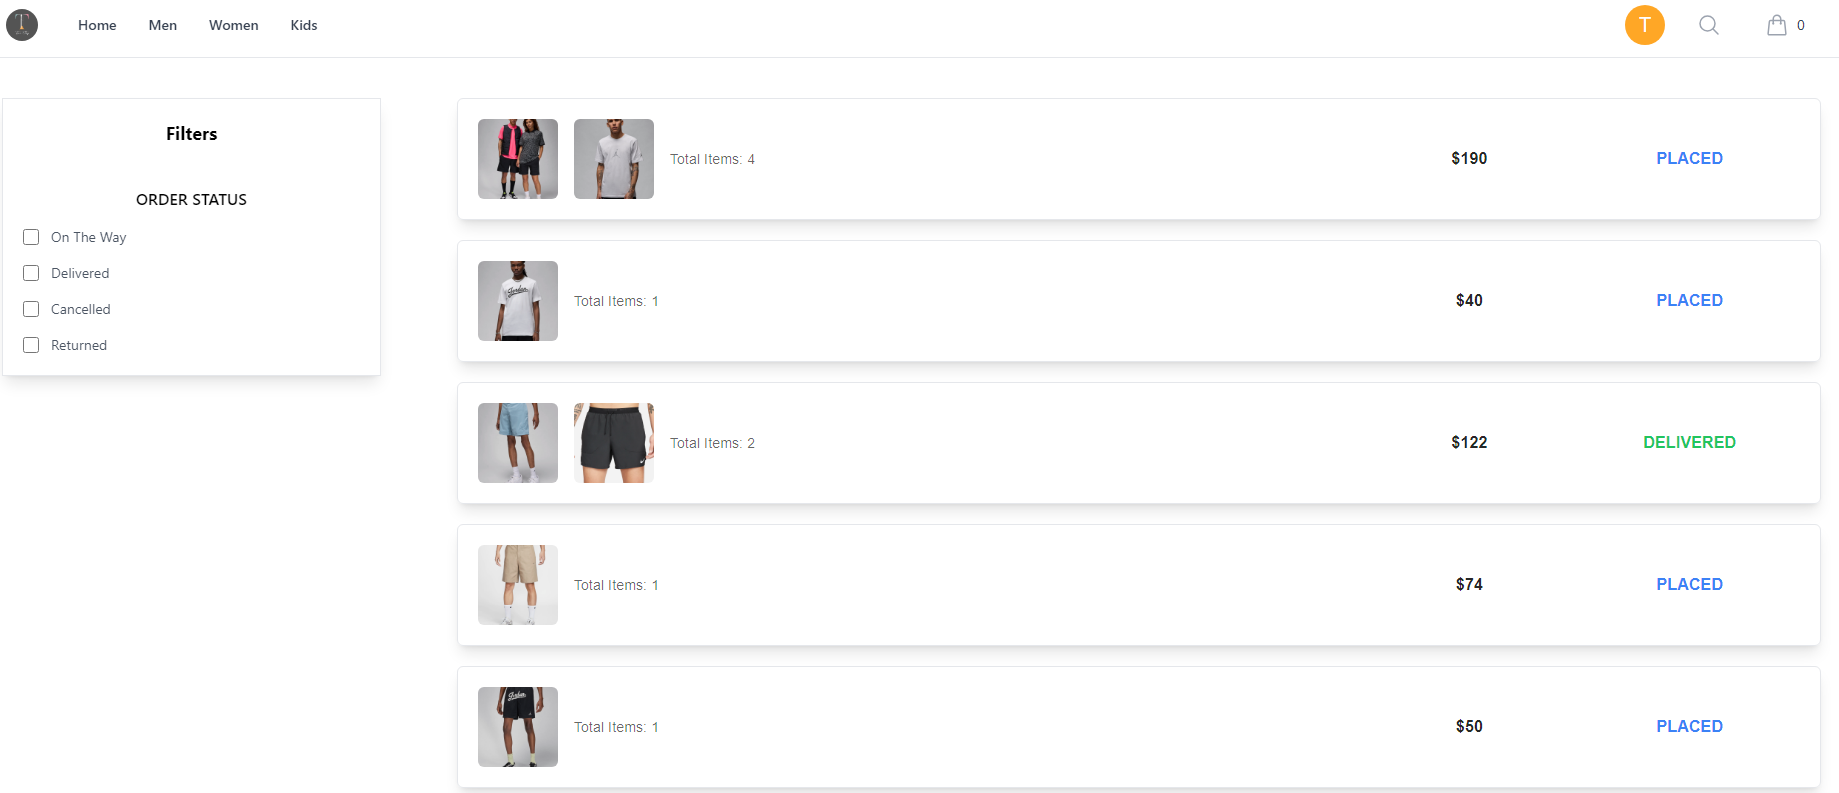 T
Home Men Women Kids
T
0
Filters
ORDER STATUS
On The Way
Delivered
Cancelled
Returned
Total Items: 4 $190 PLACED
Jordan
Total Items: 1 $40 PLACED
Total Items: 2 $122 DELIVERED
Total Items: 1 $74 PLACED
Jordan
Total Items: 1 $50 PLACED